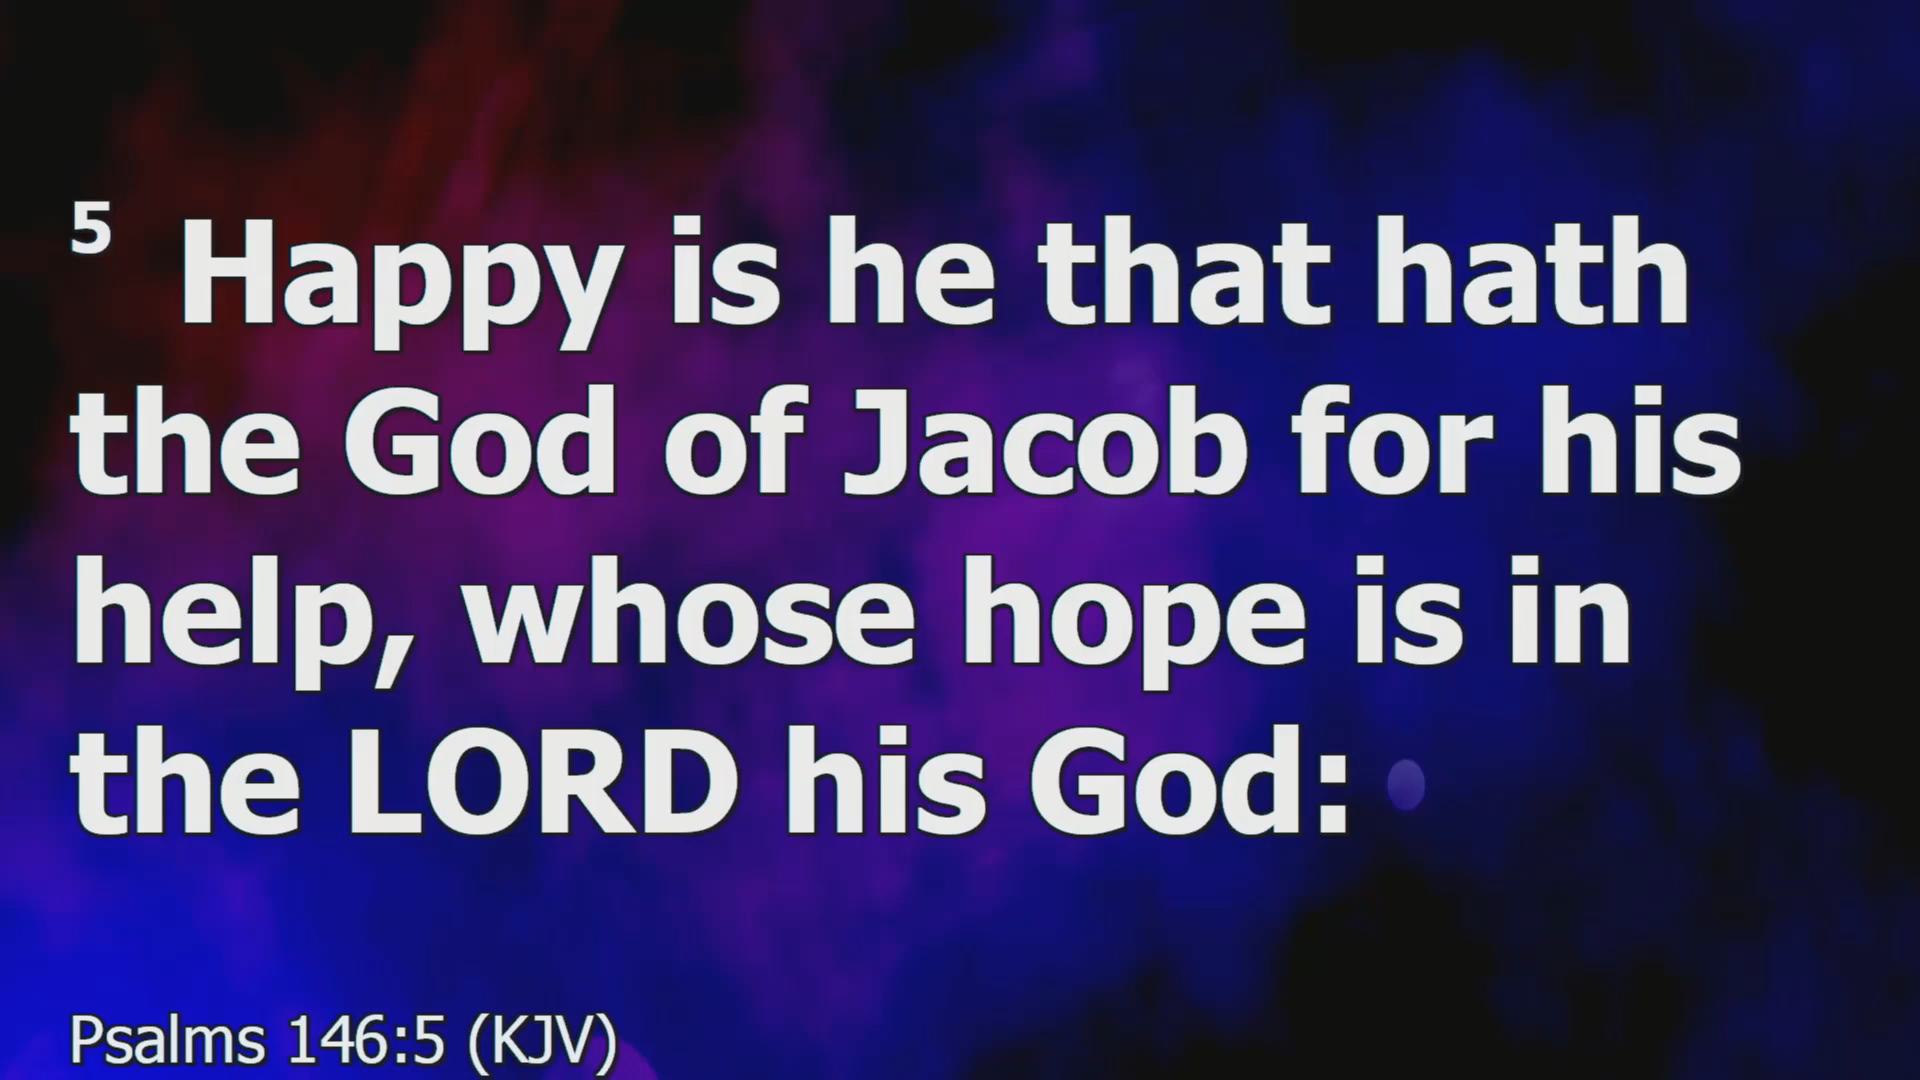 5 Happy is he that hath
the God of Jacob for his
help, whose hope is in
the LORD his God:
Psalms 146:5 (KJV)